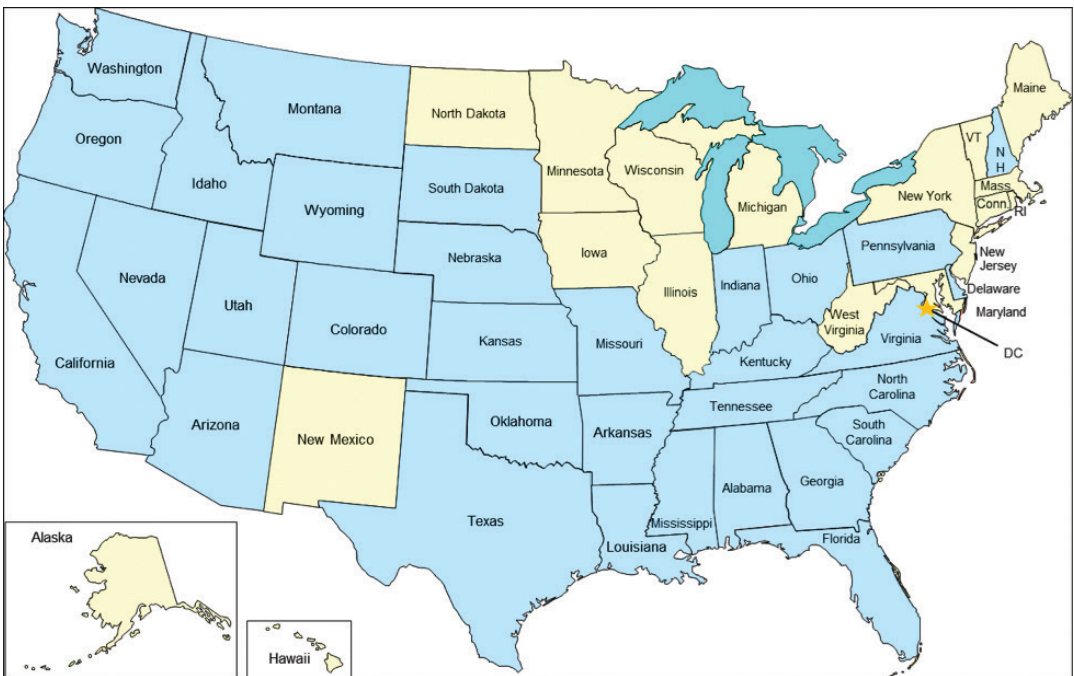 Washington
Montana
North Dakota
Minnesota
Wisconsin
Michigan
Maine
VT
N
H
Mass
New York
Conn.
RI
Oregon
Idaho
Wyoming
South Dakota
Nebraska
Iowa
Illinois
Indiana
Ohio
Pennsylvania
New
Jersey
Delaware
Maryland
DC
West
Virginia
Virginia
Nevada
Utah
Colorado
Kansas
Missouri
Kentucky
California
Arizona
New Mexico
Oklahoma
Arkansas
Tennessee
North
Carolina
South
Carolina
Texas
Louisiana
Mississippi
Alabama
Georgia
Florida
Alaska
Hawaii